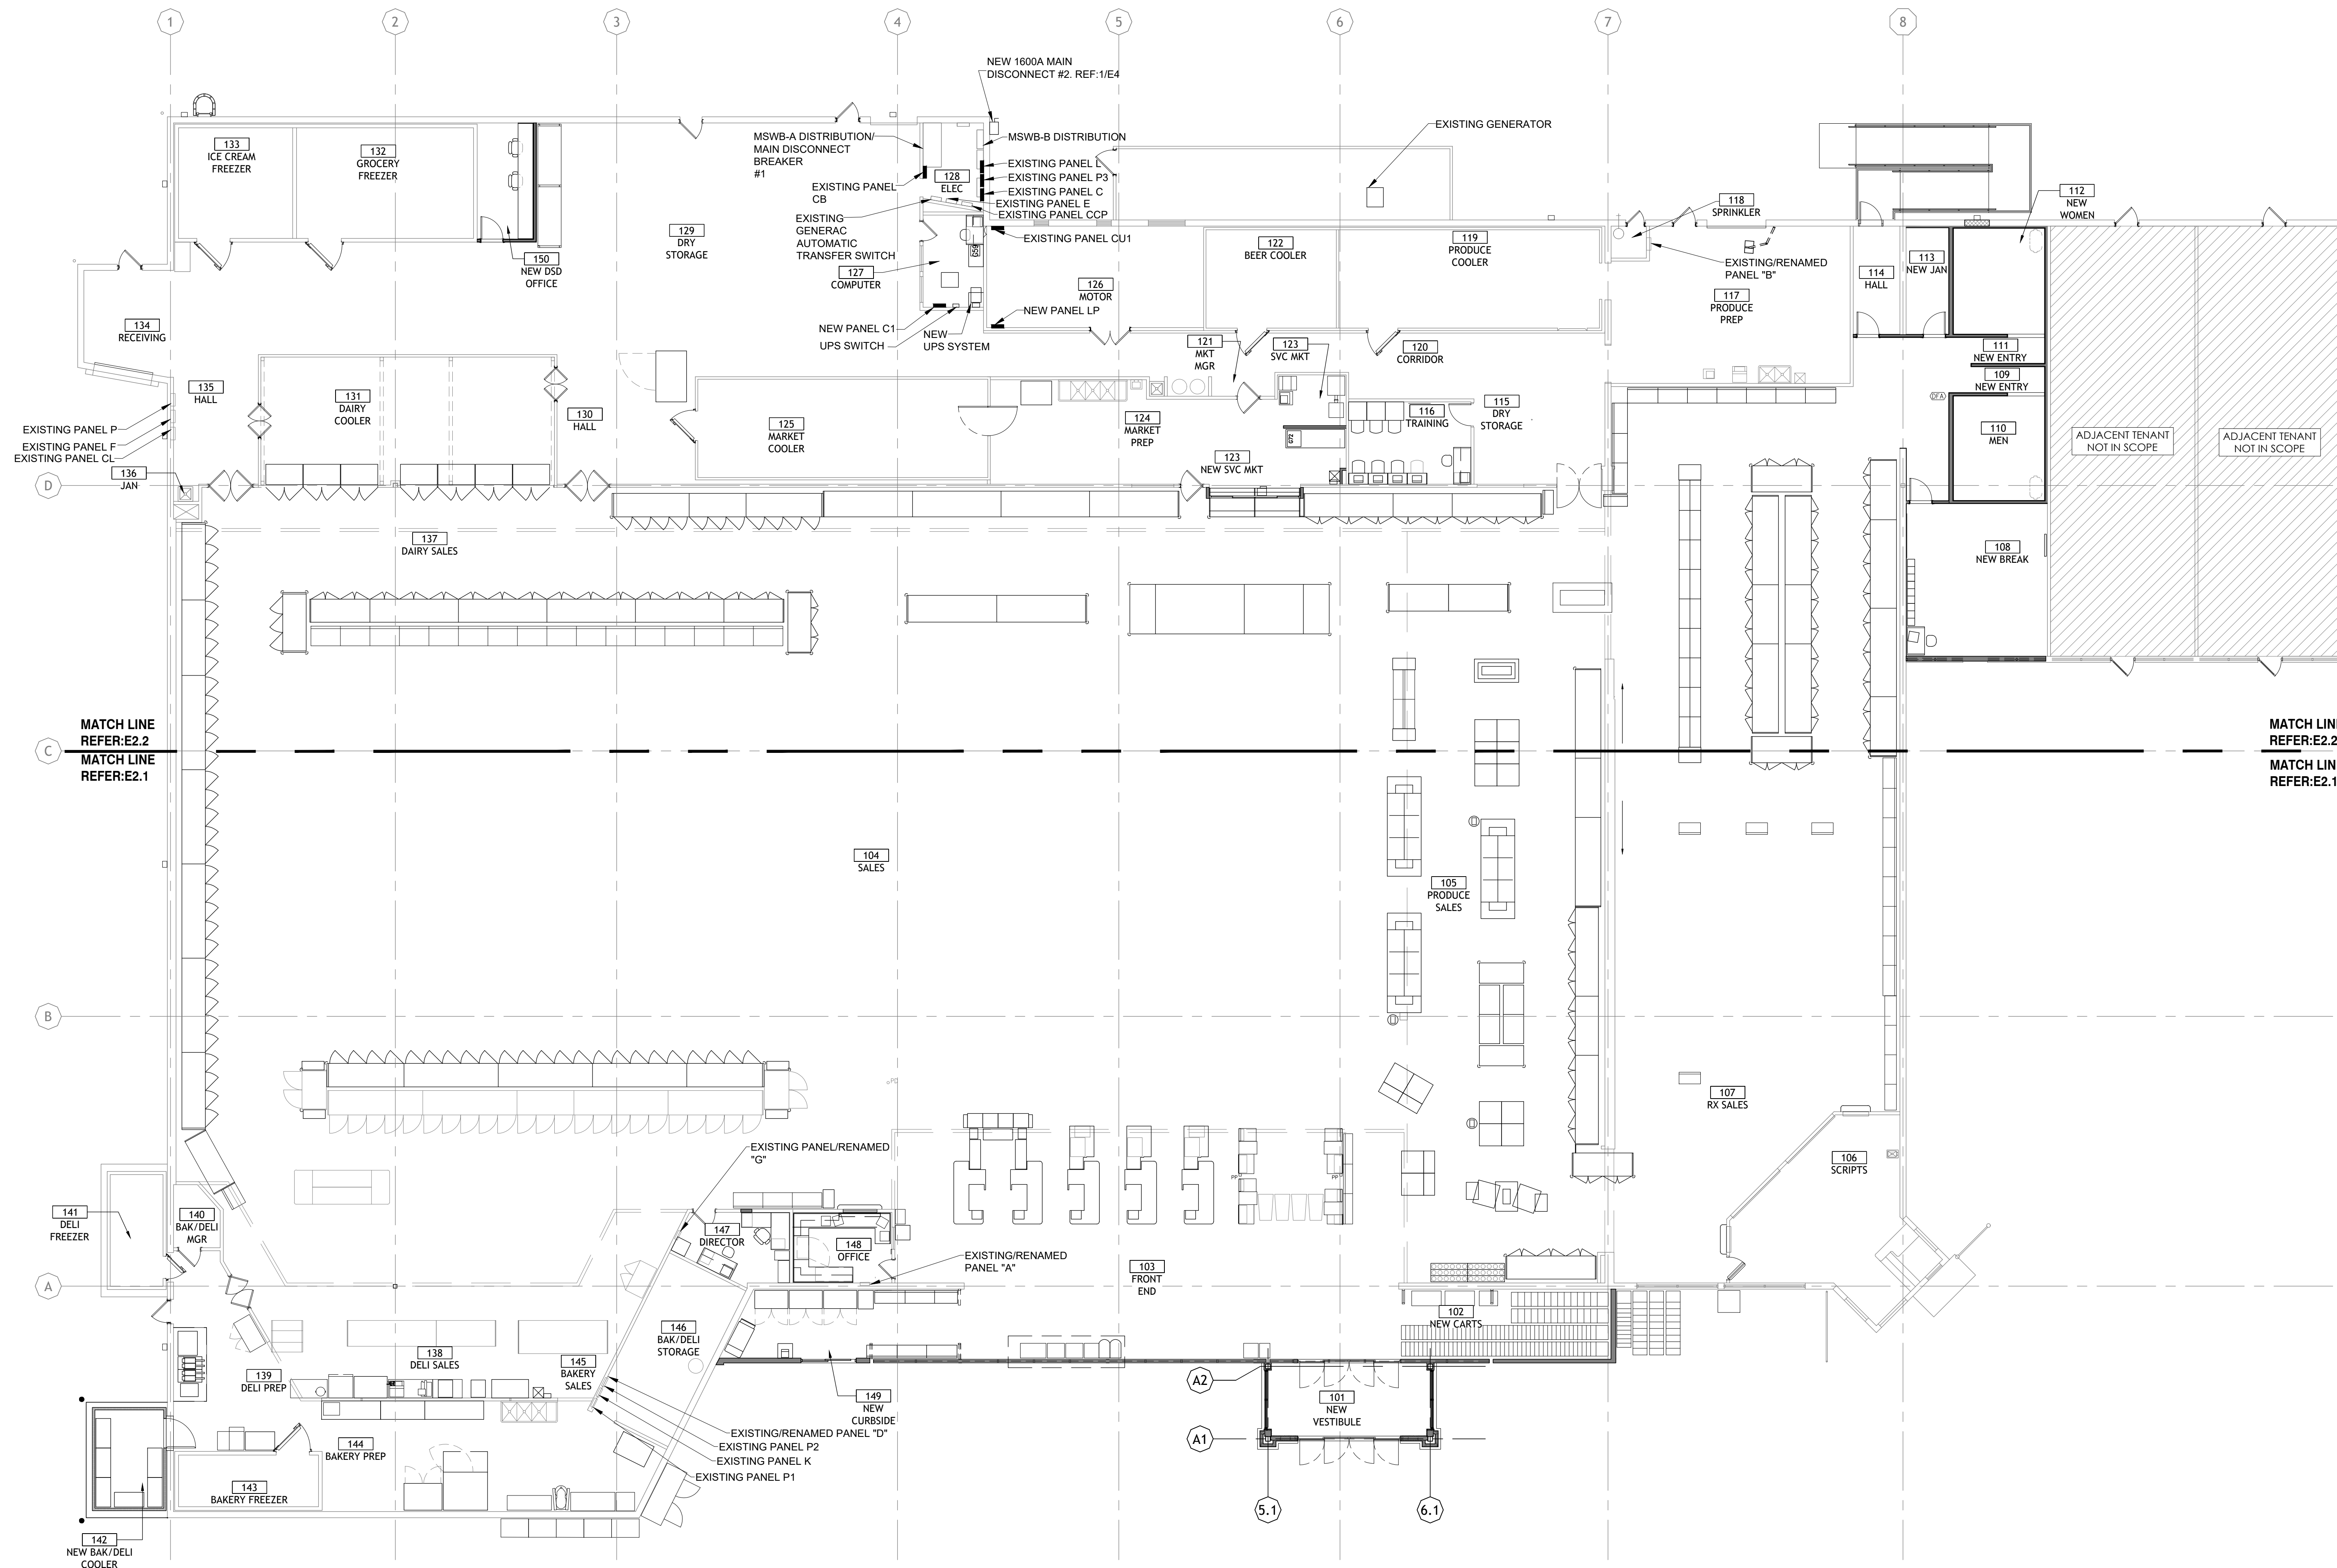 1
2
3
4
5
6
7
8
NEW 1600A MAIN
DISCONNECT #2. REF:1/E4
MSWB-A DISTRIBUTION/
MAIN DISCONNECT
BREAKER
#1
MSWB-B DISTRIBUTION
EXISTING GENERATOR
133
ICE CREAM
FREEZER
132
GROCERY
FREEZER
EXISTING PANEL L
EXISTING PANEL P3
EXISTING PANEL C
EXISTING PANEL E
EXISTING PANEL CCP
128
ELEC
EXISTING PANEL
CB
EXISTING
GENERAC
AUTOMATIC
TRANSFER SWITCH
118
SPRINKLER
112
NEW
WOMEN
129
DRY
STORAGE
EXISTING PANEL CU1
122
BEER COOLER
119
PRODUCE
COOLER
150
NEW DSD
OFFICE
127
COMPUTER
G59
126
MOTOR
EXISTING/RENAMED
PANEL "B"
114
HALL
113
NEW JAN
117
PRODUCE
PREP
134
RECEIVING
NEW PANEL C1
UPS SWITCH
NEW
UPS SYSTEM
NEW PANEL LP
121
MKT
MGR
123
SVC MKT
120
CORRIDOR
111
NEW ENTRY
109
NEW ENTRY
135
HALL
131
DAIRY
COOLER
130
HALL
125
MARKET
COOLER
124
MARKET
PREP
116
TRAINING
115
DRY
STORAGE
DFA
110
MEN
ADJACENT TENANT
NOT IN SCOPE
ADJACENT TENANT
NOT IN SCOPE
EXISTING PANEL P
EXISTING PANEL F
EXISTING PANEL CL
G72
123
NEW SVC MKT
136
JAN
D
137
DAIRY SALES
108
NEW BREAK
MATCH LINE
REFER:E2.2
C
MATCH LINE
REFER:E2.1
MATCH LIN
REFER:E2.2
MATCH LIN
REFER:E2.1
104
SALES
105
PRODUCE
SALES
B
107
RX SALES
PP
PP
EXISTING PANEL/RENAMED
"G"
106
SCRIPTS
141
DELI
FREEZER
140
BAK/DELI
MGR
147
DIRECTOR
148
OFFICE
EXISTING/RENAMED
PANEL "A"
103
FRONT
END
A
102
NEW CARTS
146
BAK/DELI
STORAGE
138
DELI SALES
145
BAKERY
SALES
139
DELI PREP
A2
149
NEW
CURBSIDE
101
NEW
VESTIBULE
A1
EXISTING/RENAMED PANEL "D"
EXISTING PANEL P2
EXISTING PANEL K
EXISTING PANEL P1
144
BAKERY PREP
143
BAKERY FREEZER
5.1
6.1
142
NEW BAK/DELI
COOLER